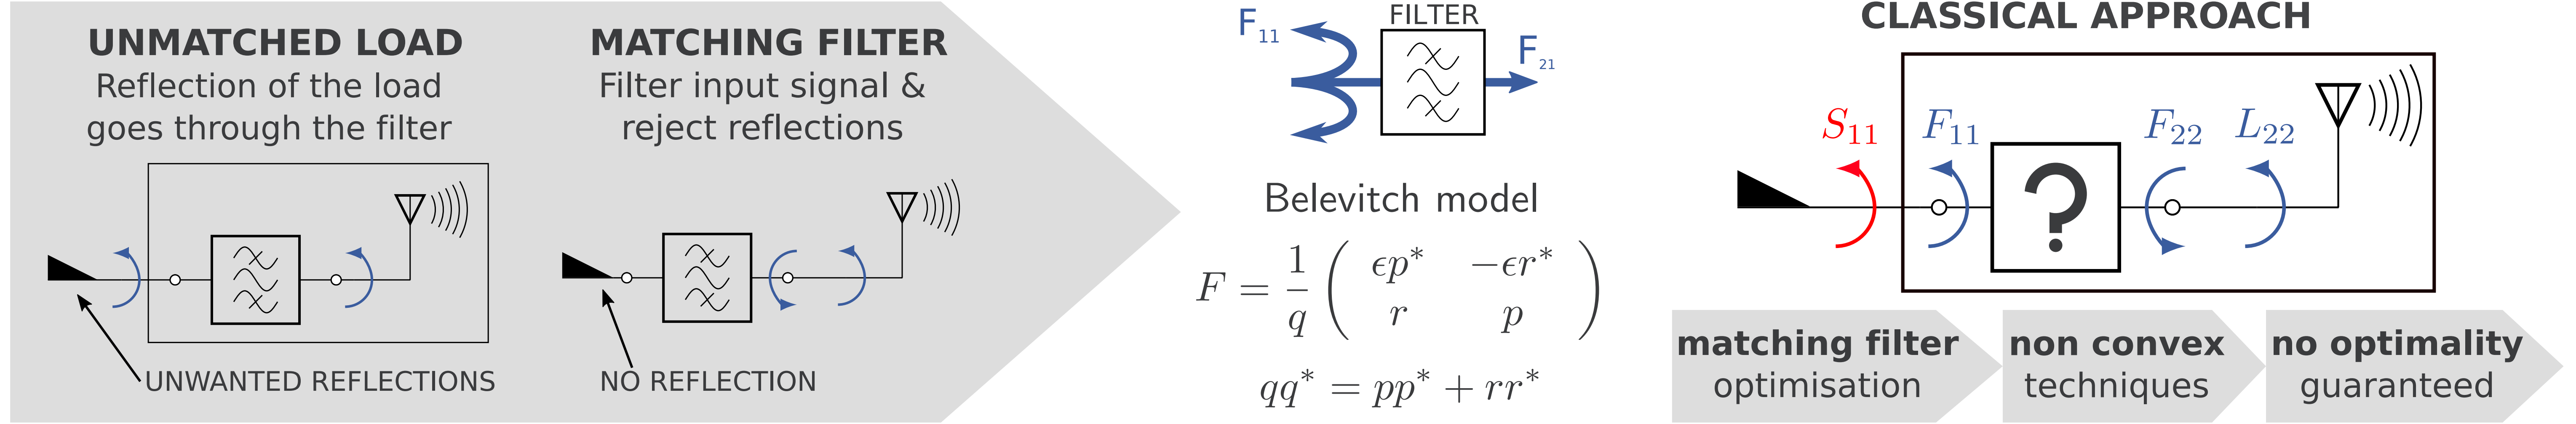 UNMATCHED LOAD
Reflection of the load
goes through the filter
UNWANTED REFLECTIONS
MATCHING FILTER
Filter input signal &
reject reflections
NO REFLECTION
FILTER
F₁₁
F₂₁
Belevitch model
F = 1/q ( ϵp* −ϵr*
r p )
qq* = pp* + rr*
CLASSICAL APPROACH
S₁₁ F₁₁ F₂₂ L₂₂
?
matching filter
optimisation
non convex
techniques
no optimality
guaranteed